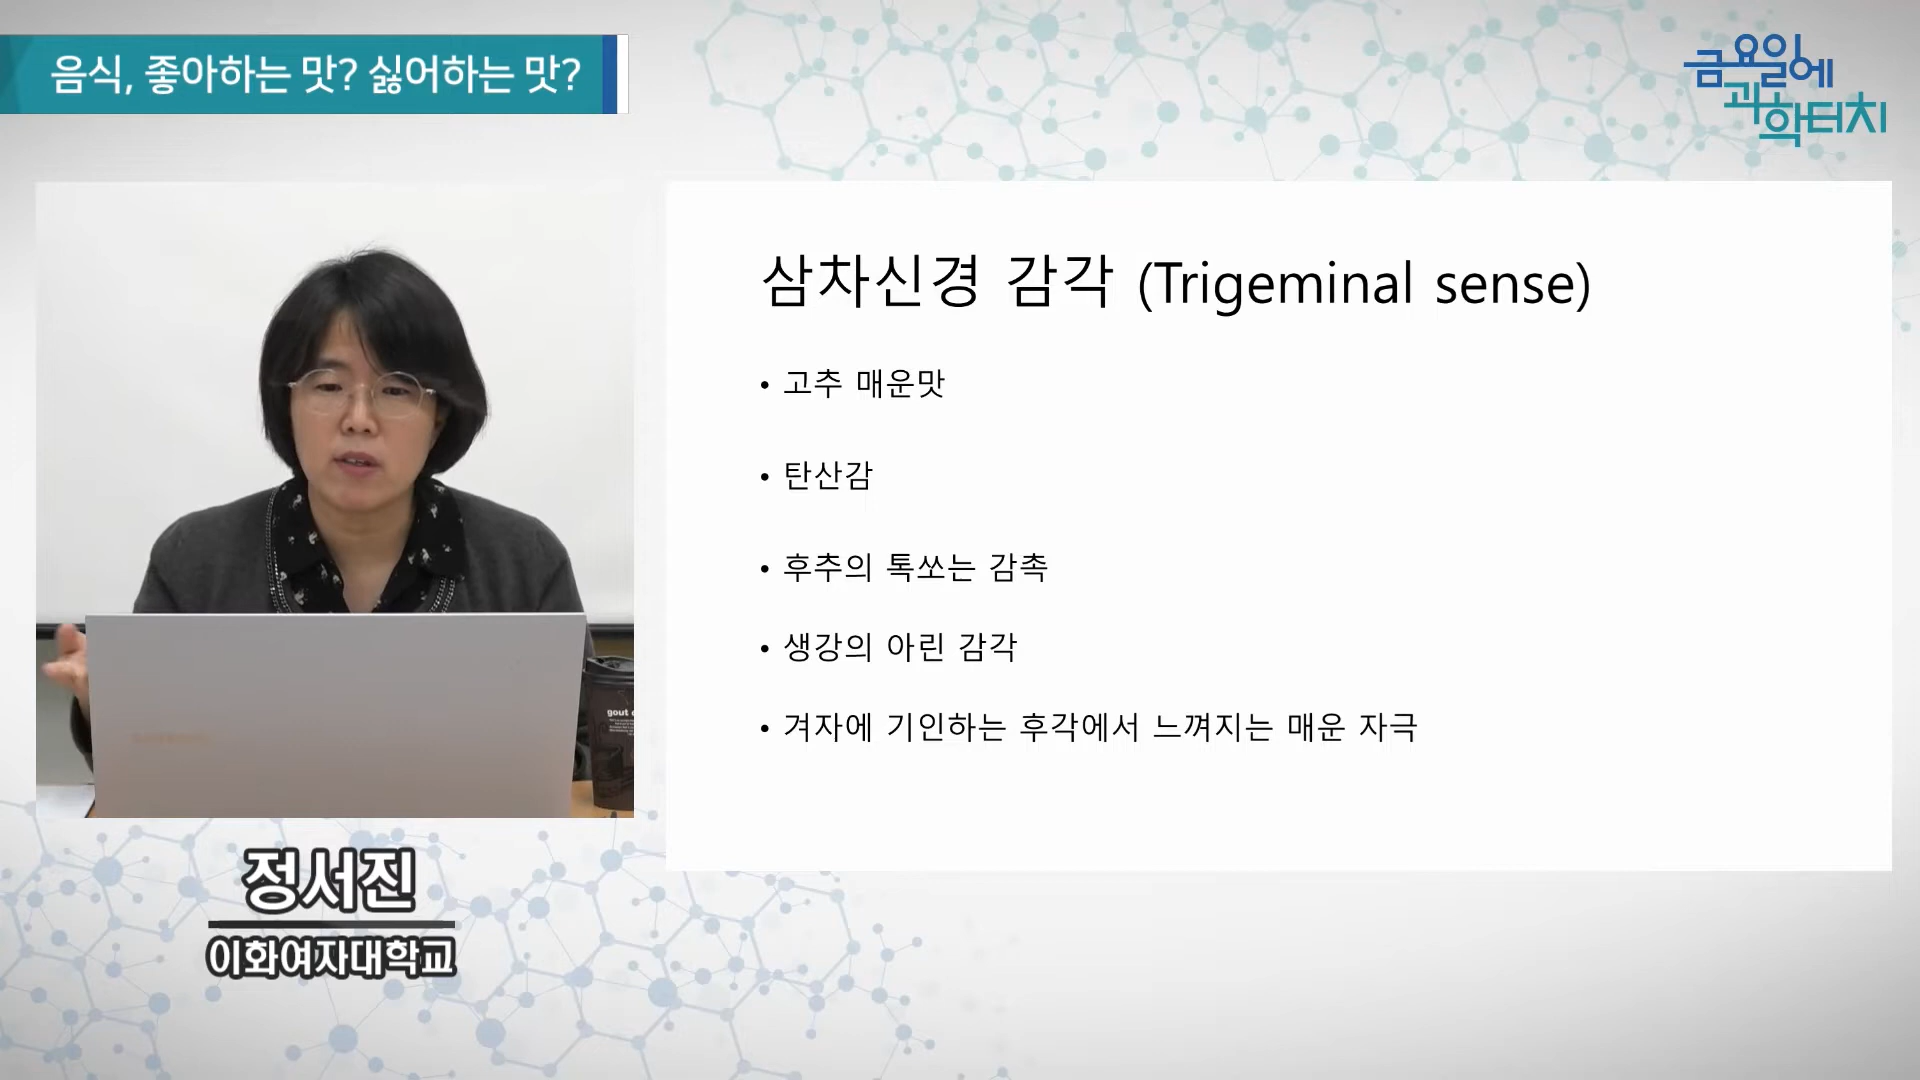 음식, 좋아하는 맛? 싫어하는 맛?
금요일에
과학터치
삼차신경 감각 (Trigeminal sense)
• 고추 매운맛
• 탄산감
• 후추의 톡쏘는 감촉
• 생강의 아린 감각
• 겨자에 기인하는 후각에서 느껴지는 매운 자극
gout
정서진
이화여자대학교